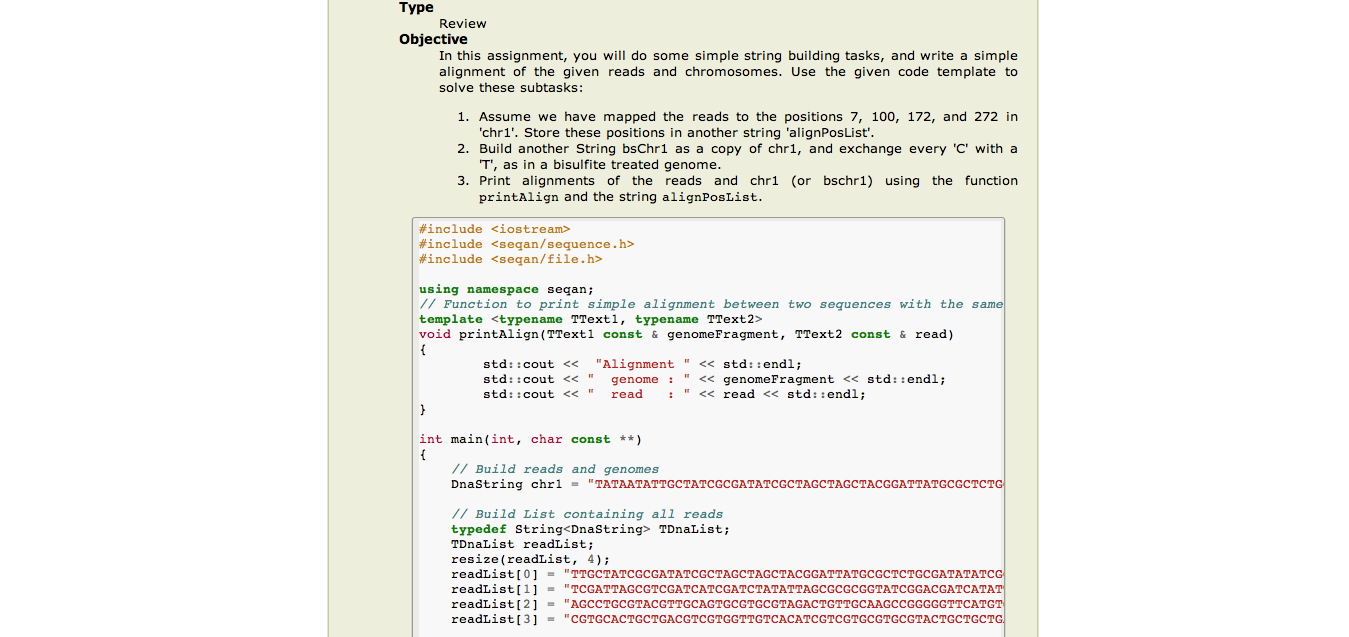 Type
Review
Objective
In this assignment, you will do some simple string building tasks, and write a simple
alignment of the given reads and chromosomes. Use the given code template to
solve these subtasks:
1. Assume we have mapped the reads to the positions 7, 100, 172, and 272 in
'chr1'. Store these positions in another string 'alignPosList'.
2. Build another String bsChr1 as a copy of chr1, and exchange every 'C' with a
'T', as in a bisulfite treated genome.
3. Print alignments of the reads and chr1 (or bschr1) using the function
printAlign and the string alignPosList.
#include <iostream>
#include <seqan/sequence.h>
#include <seqan/file.h>
using namespace seqan;
// Function to print simple alignment between two sequences with the same
template <typename TText1, typename TText2>
void printAlign(TText1 const & genomeFragment, TText2 const & read)
{
std::cout << "Alignment " << std::endl;
std::cout << "  genome : " << genomeFragment << std::endl;
std::cout << "  read   : " << read << std::endl;
}
int main(int, char const **)
{
// Build reads and genomes
DnaString chr1 = "TATAATATTGCTATCGCGATATCGCTAGCTAGCTACGGATTATGCGCTCTG
// Build List containing all reads
typedef String<DnaString> TDnaList;
TDnaList readList;
resize(readList, 4);
readList[0] = "TTGCTATCGCGATATCGCTAGCTAGCTACGGATTATGCGCTCTGCGATATATCG
readList[1] = "TCGATTAGCGTCGATCATCGATCTATATTAGCGCGCGGTATCGGACGATCATAT
readList[2] = "AGCCTGCGTACGTTGCAGTGCGTGCGTAGACTGTTGCAAGCCGGGGGTTCATGT
readList[3] = "CGTGCACTGCTGACGTCGTGGTTGTCACATCGTCGTGCGTGCGTACTGCTGCTG